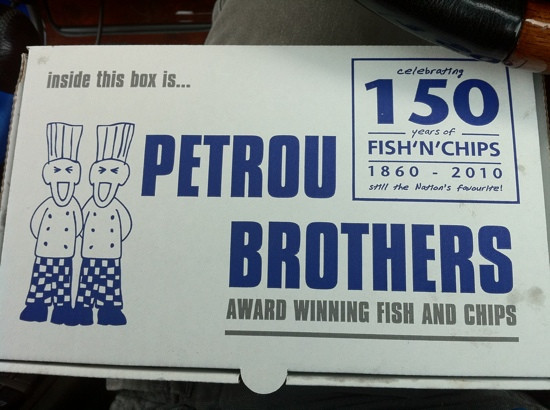 inside this box is...
celebrating
150
years of
FISH'N'CHIPS
1860 - 2010
still the Nation's favourite!
PETROU
BROTHERS
AWARD WINNING FISH AND CHIPS